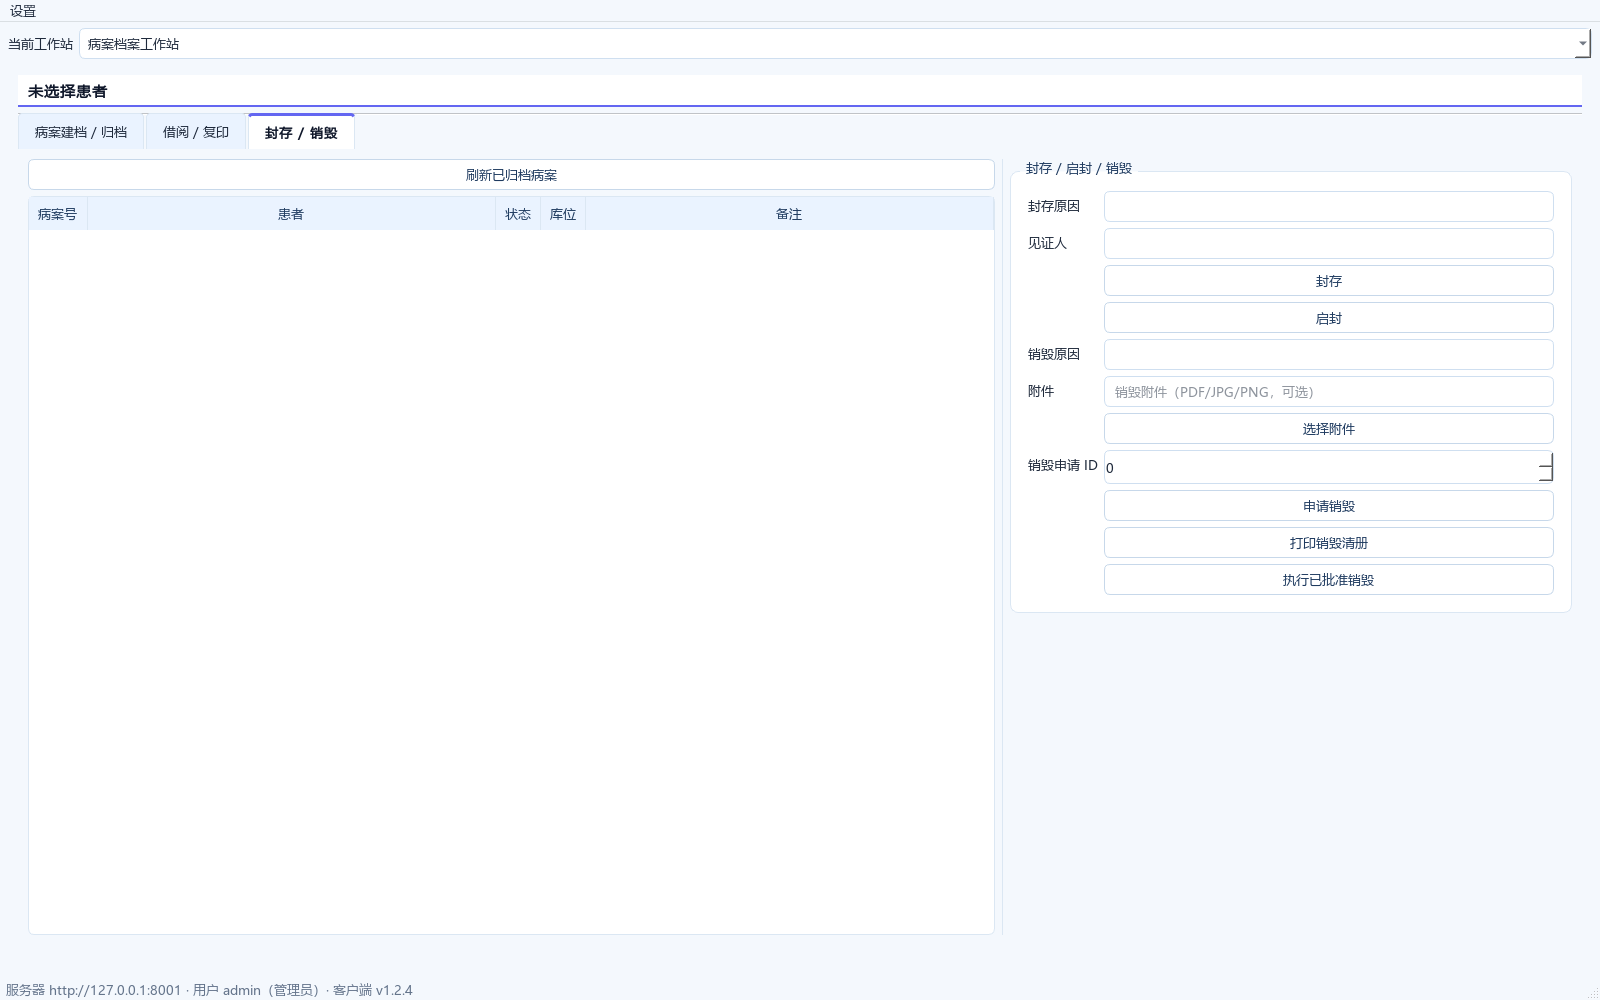 设置
当前工作站 病案档案工作站
未选择患者
病案建档 / 归档 借阅 / 复印 封存 / 销毁
刷新已归档病案
病案号 患者 状态 库位 备注
封存 / 启封 / 销毁
封存原因
见证人
封存
启封
销毁原因
附件 销毁附件（PDF/JPG/PNG，可选）
选择附件
销毁申请 ID 0
申请销毁
打印销毁清册
执行已批准销毁
服务器 http://127.0.0.1:8001 · 用户 admin（管理员）· 客户端 v1.2.4